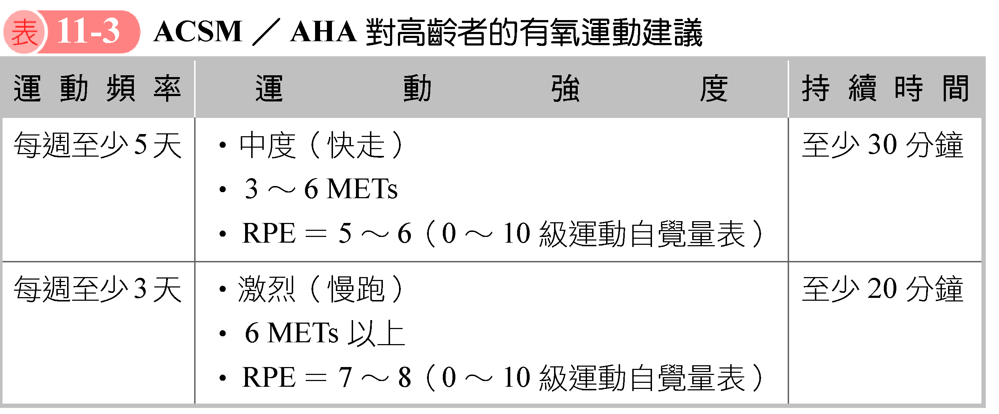 表 11-3 ACSM／AHA 對高齡者的有氧運動建議
運動頻率 運動強度 持續時間
每週至少 5 天 ・中度（快走） 至少 30 分鐘
・3～6 METs
・RPE＝5～6（0～10 級運動自覺量表）
每週至少 3 天 ・激烈（慢跑） 至少 20 分鐘
・6 METs 以上
・RPE＝7～8（0～10 級運動自覺量表）